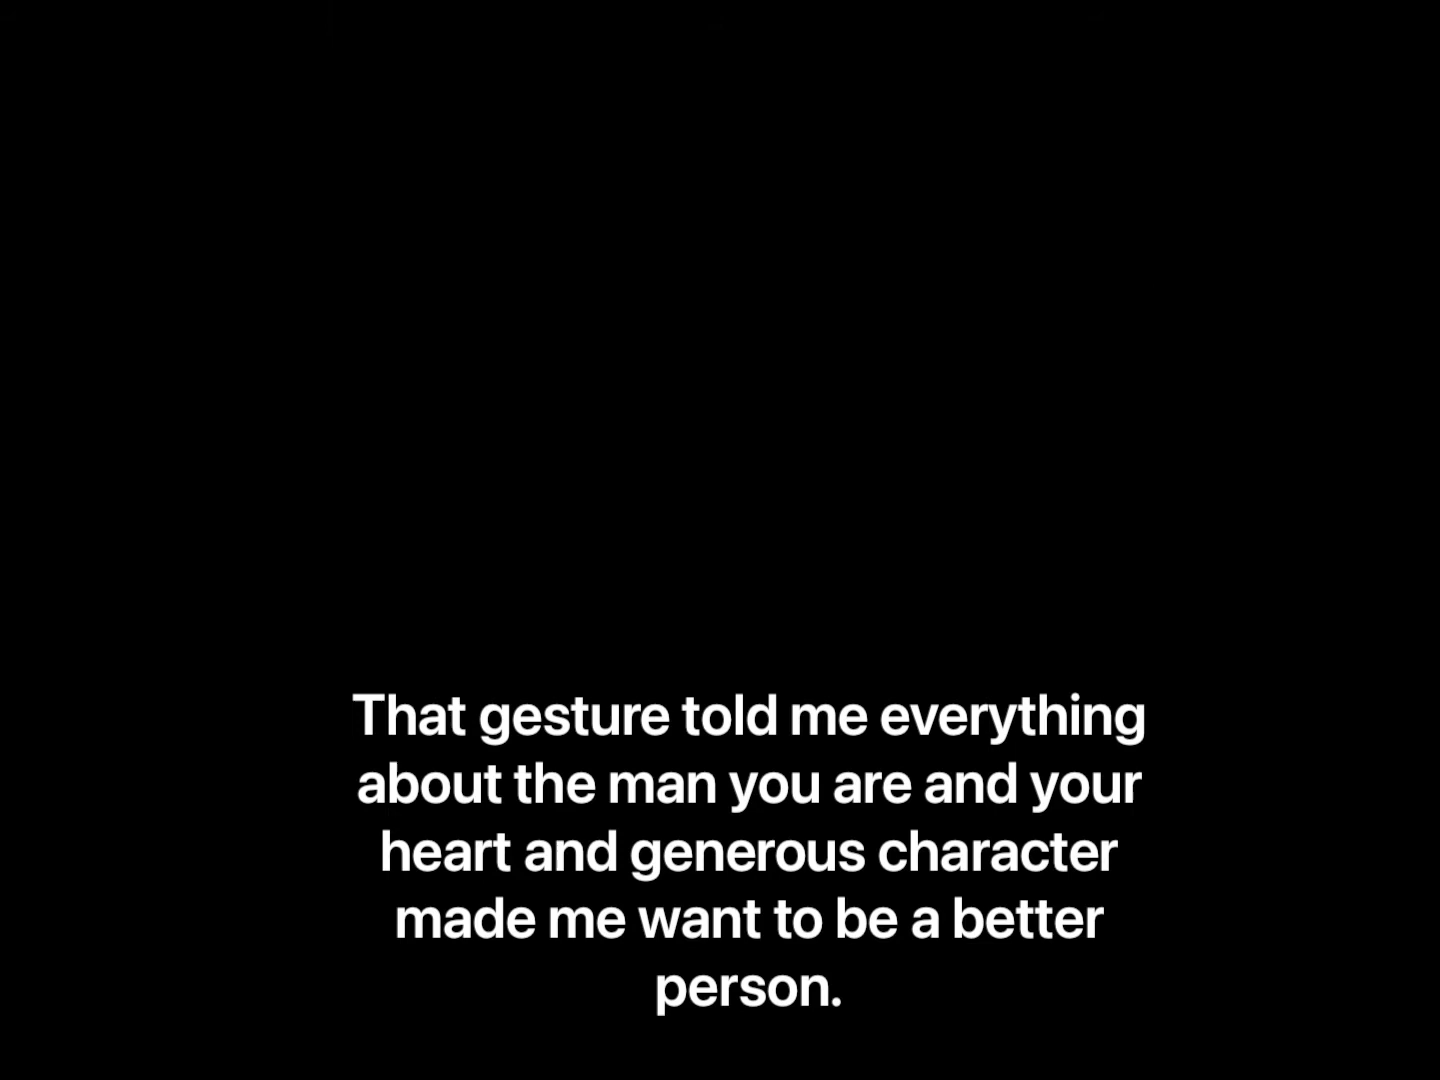 That gesture told me everything
about the man you are and your
heart and generous character
made me want to be a better
person.